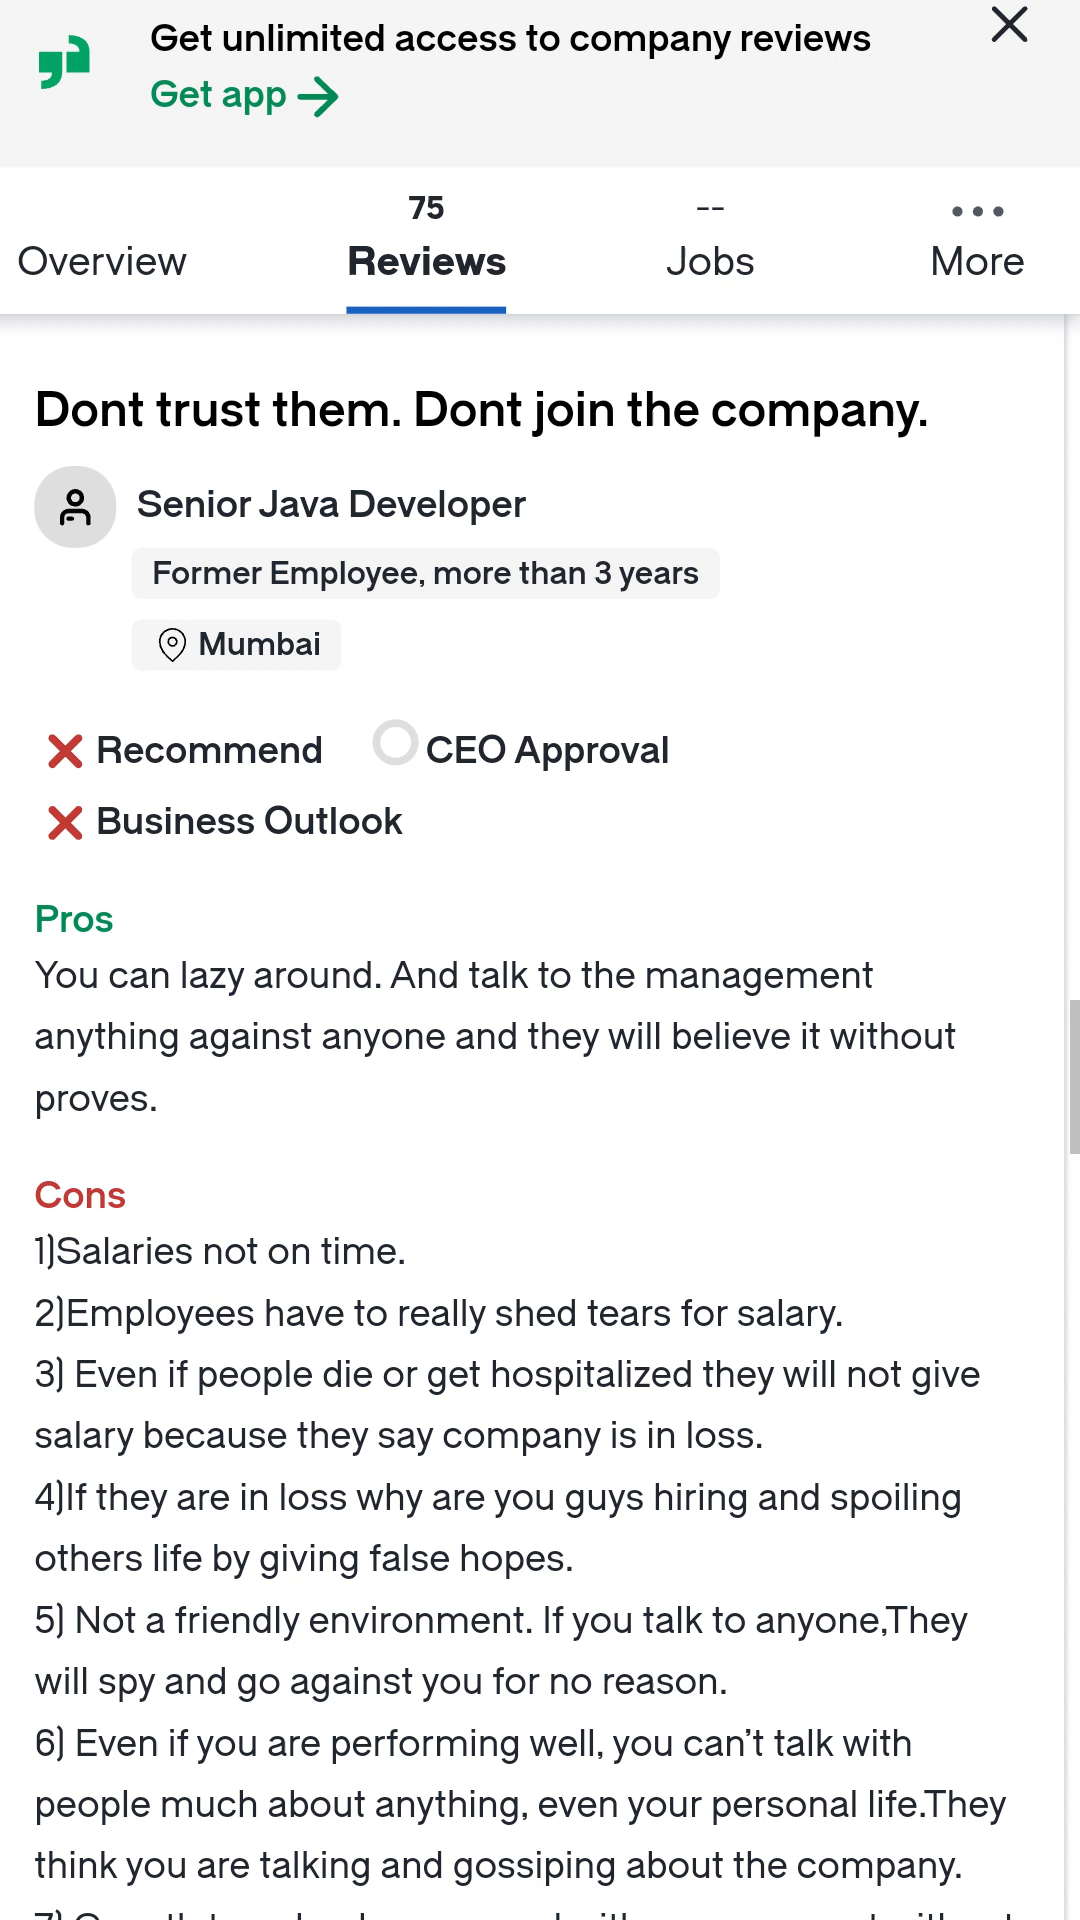 Get unlimited access to company reviews
Get app
75
--
Overview
Reviews
Jobs
More
Dont trust them. Dont join the company.
Senior Java Developer
Former Employee, more than 3 years
Mumbai
Recommend
CEO Approval
Business Outlook
Pros
You can lazy around. And talk to the management
anything against anyone and they will believe it without
proves.
Cons
1)Salaries not on time.
2)Employees have to really shed tears for salary.
3) Even if people die or get hospitalized they will not give
salary because they say company is in loss.
4)If they are in loss why are you guys hiring and spoiling
others life by giving false hopes.
5) Not a friendly environment. If you talk to anyone,They
will spy and go against you for no reason.
6) Even if you are performing well, you can’t talk with
people much about anything, even your personal life.They
think you are talking and gossiping about the company.